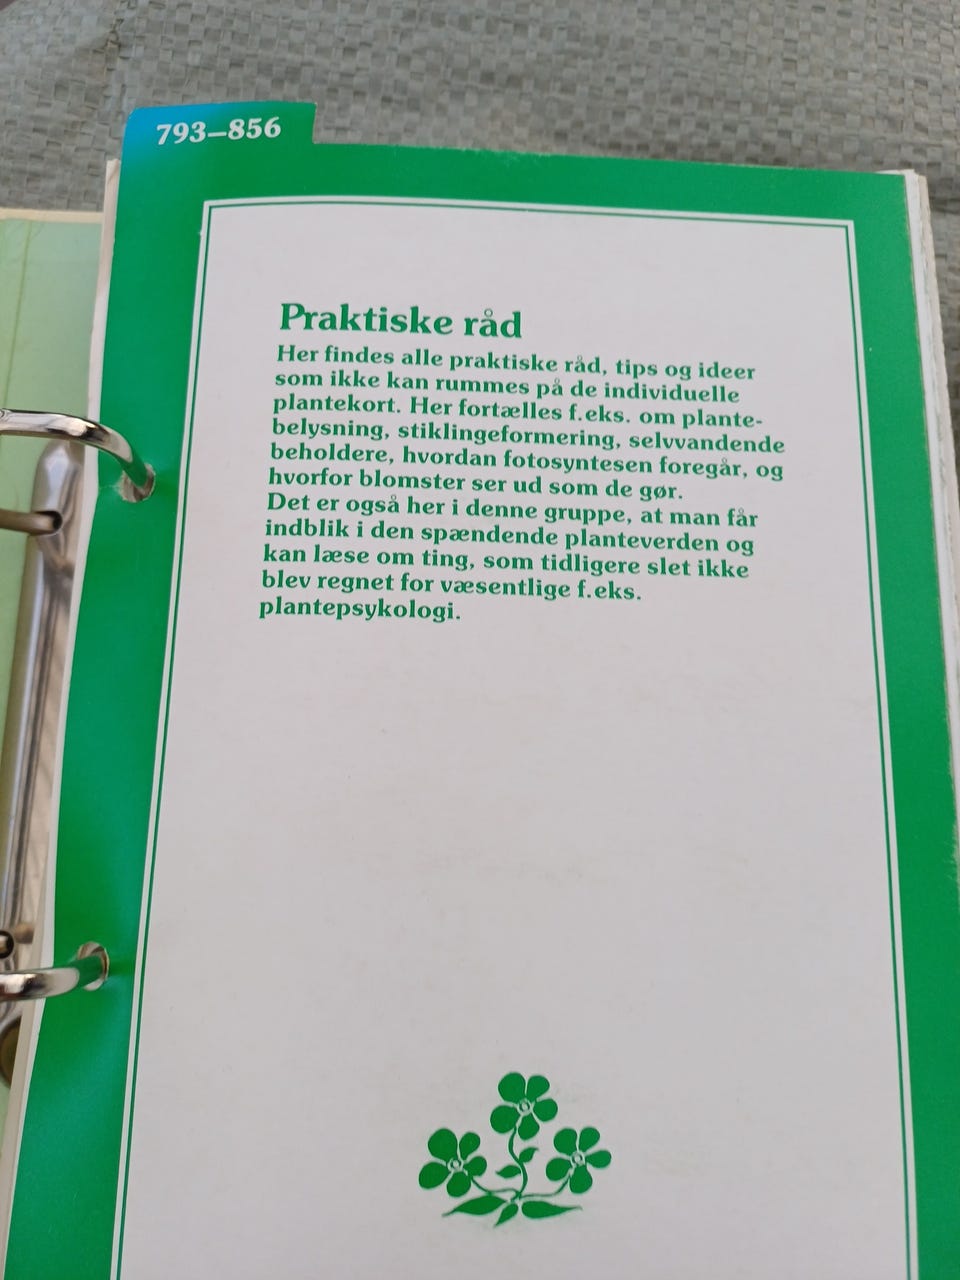 793–856
Praktiske råd
Her findes alle praktiske råd, tips og ideer
som ikke kan rummes på de individuelle
plantekort. Her fortælles f.eks. om plante-
belysning, stiklingeformering, selvvandende
beholdere, hvordan fotosyntesen foregår, og
hvorfor blomster ser ud som de gør.
Det er også her i denne gruppe, at man får
indblik i den spændende planteverden og
kan læse om ting, som tidligere slet ikke
blev regnet for væsentlige f.eks.
plantepsykologi.